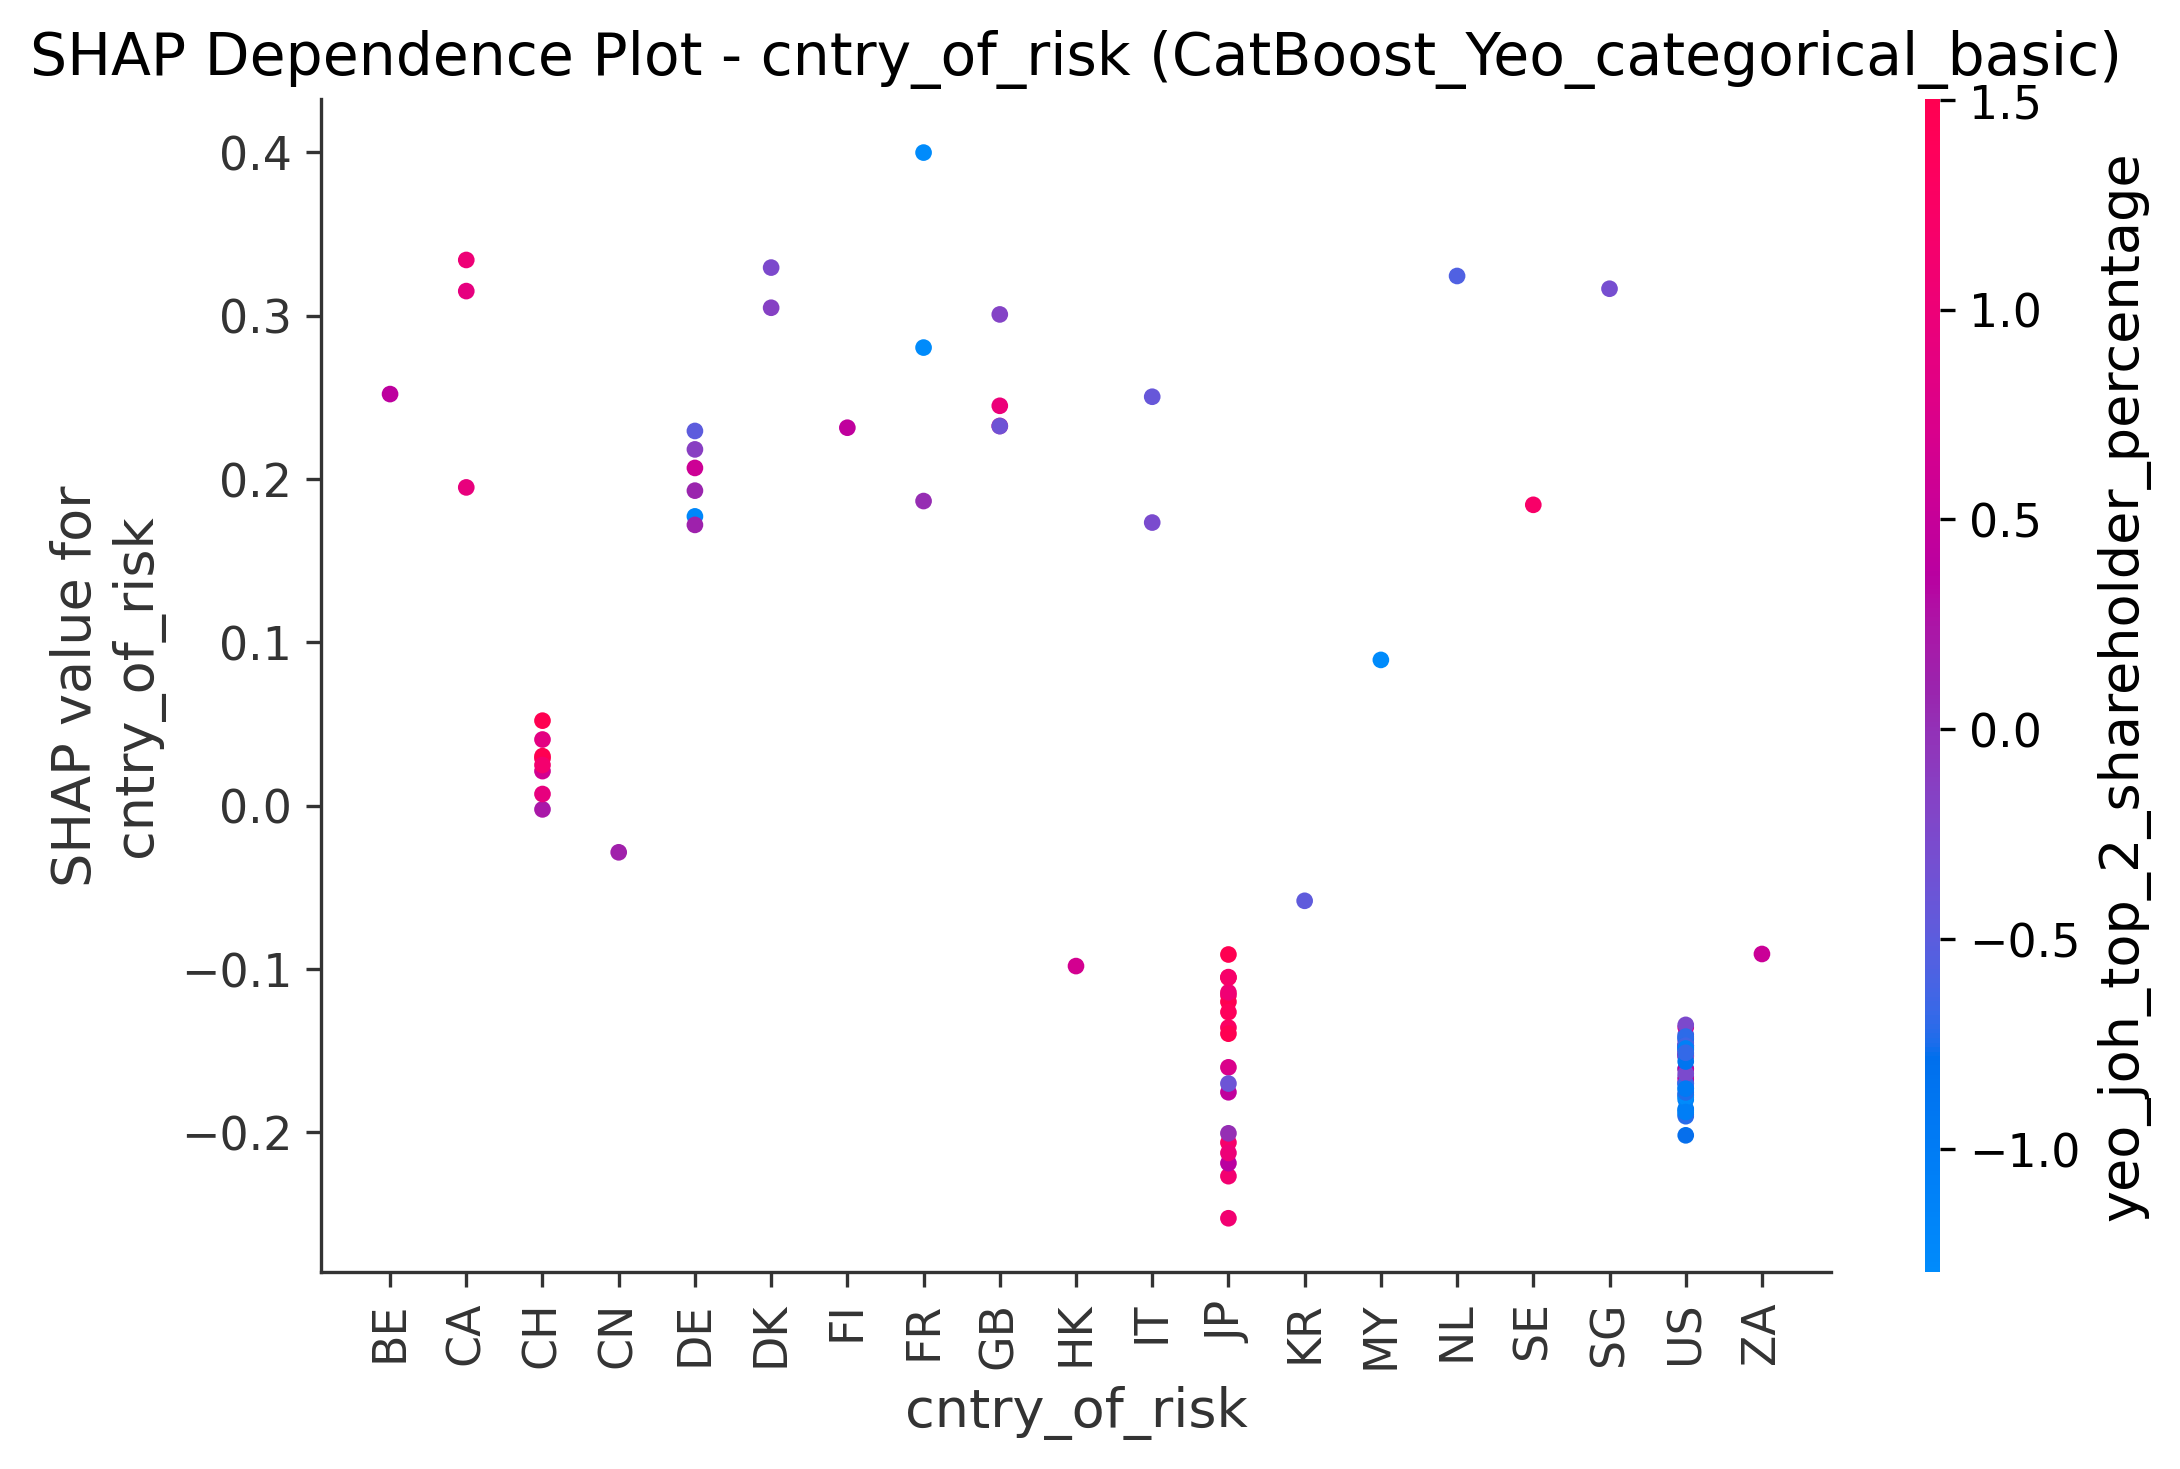 SHAP Dependence Plot - cntry_of_risk (CatBoost_Yeo_categorical_basic)
SHAP value for
cntry_of_risk
0.4
0.3
0.2
0.1
0.0
−0.1
−0.2
BE
CA
CH
CN
DE
DK
FI
FR
GB
HK
IT
JP
KR
MY
NL
SE
SG
US
ZA
cntry_of_risk
1.5
1.0
0.5
0.0
−0.5
−1.0
yeo_joh_top_2_shareholder_percentage